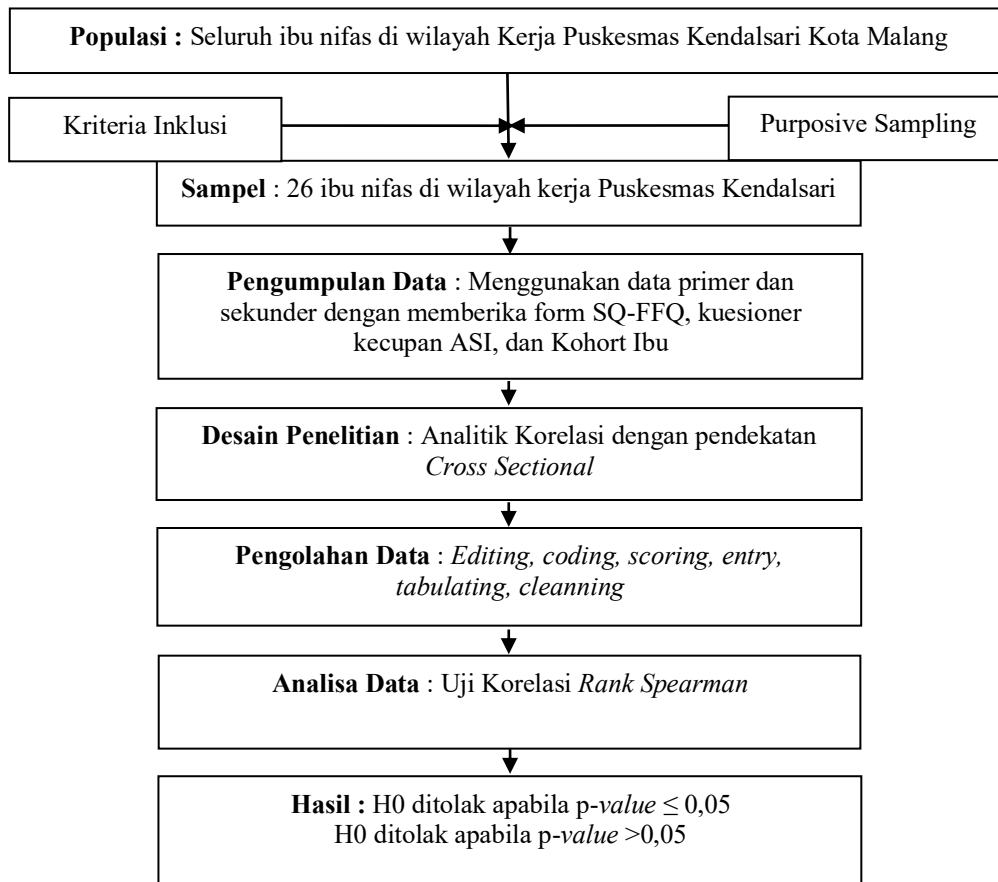 Populasi : Seluruh ibu nifas di wilayah Kerja Puskesmas Kendalsari Kota Malang
Kriteria Inklusi
Purposive Sampling
Sampel : 26 ibu nifas di wilayah kerja Puskesmas Kendalsari
Pengumpulan Data : Menggunakan data primer dan
sekunder dengan memberika form SQ-FFQ, kuesioner
kecupan ASI, dan Kohort Ibu
Desain Penelitian : Analitik Korelasi dengan pendekatan
Cross Sectional
Pengolahan Data : Editing, coding, scoring, entry,
tabulating, cleanning
Analisa Data : Uji Korelasi Rank Spearman
Hasil : H0 ditolak apabila p-value ≤ 0,05
H0 ditolak apabila p-value >0,05